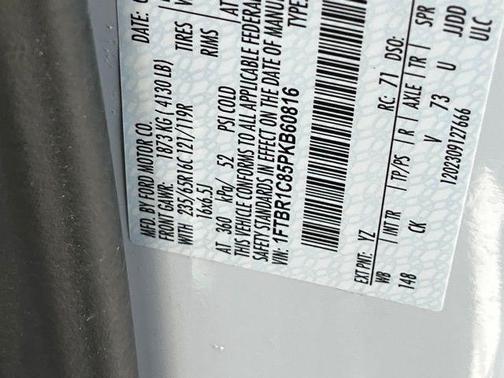 MFD. BY FORD MOTOR CO. DATE:
FRONT GAWR: 1873 KG ( 4130 LB)
WITH 235/65R16C 121/119R TIRES
16x6.5J RIMS
AT 360 kPa/ 52 PSI COLD AT
THIS VEHICLE CONFORMS TO ALL APPLICABLE FEDERAL
SAFETY STANDARDS IN EFFECT ON THE DATE OF MANUF
VIN: 1FTBR1C85PKB60816 TYPE:
EXT PNT: YZ RC: 71 DSO:
WB INT TR TP/PS R AXLE TR SPR
148 CK V 73 U JJDD
1202309127666 ULC